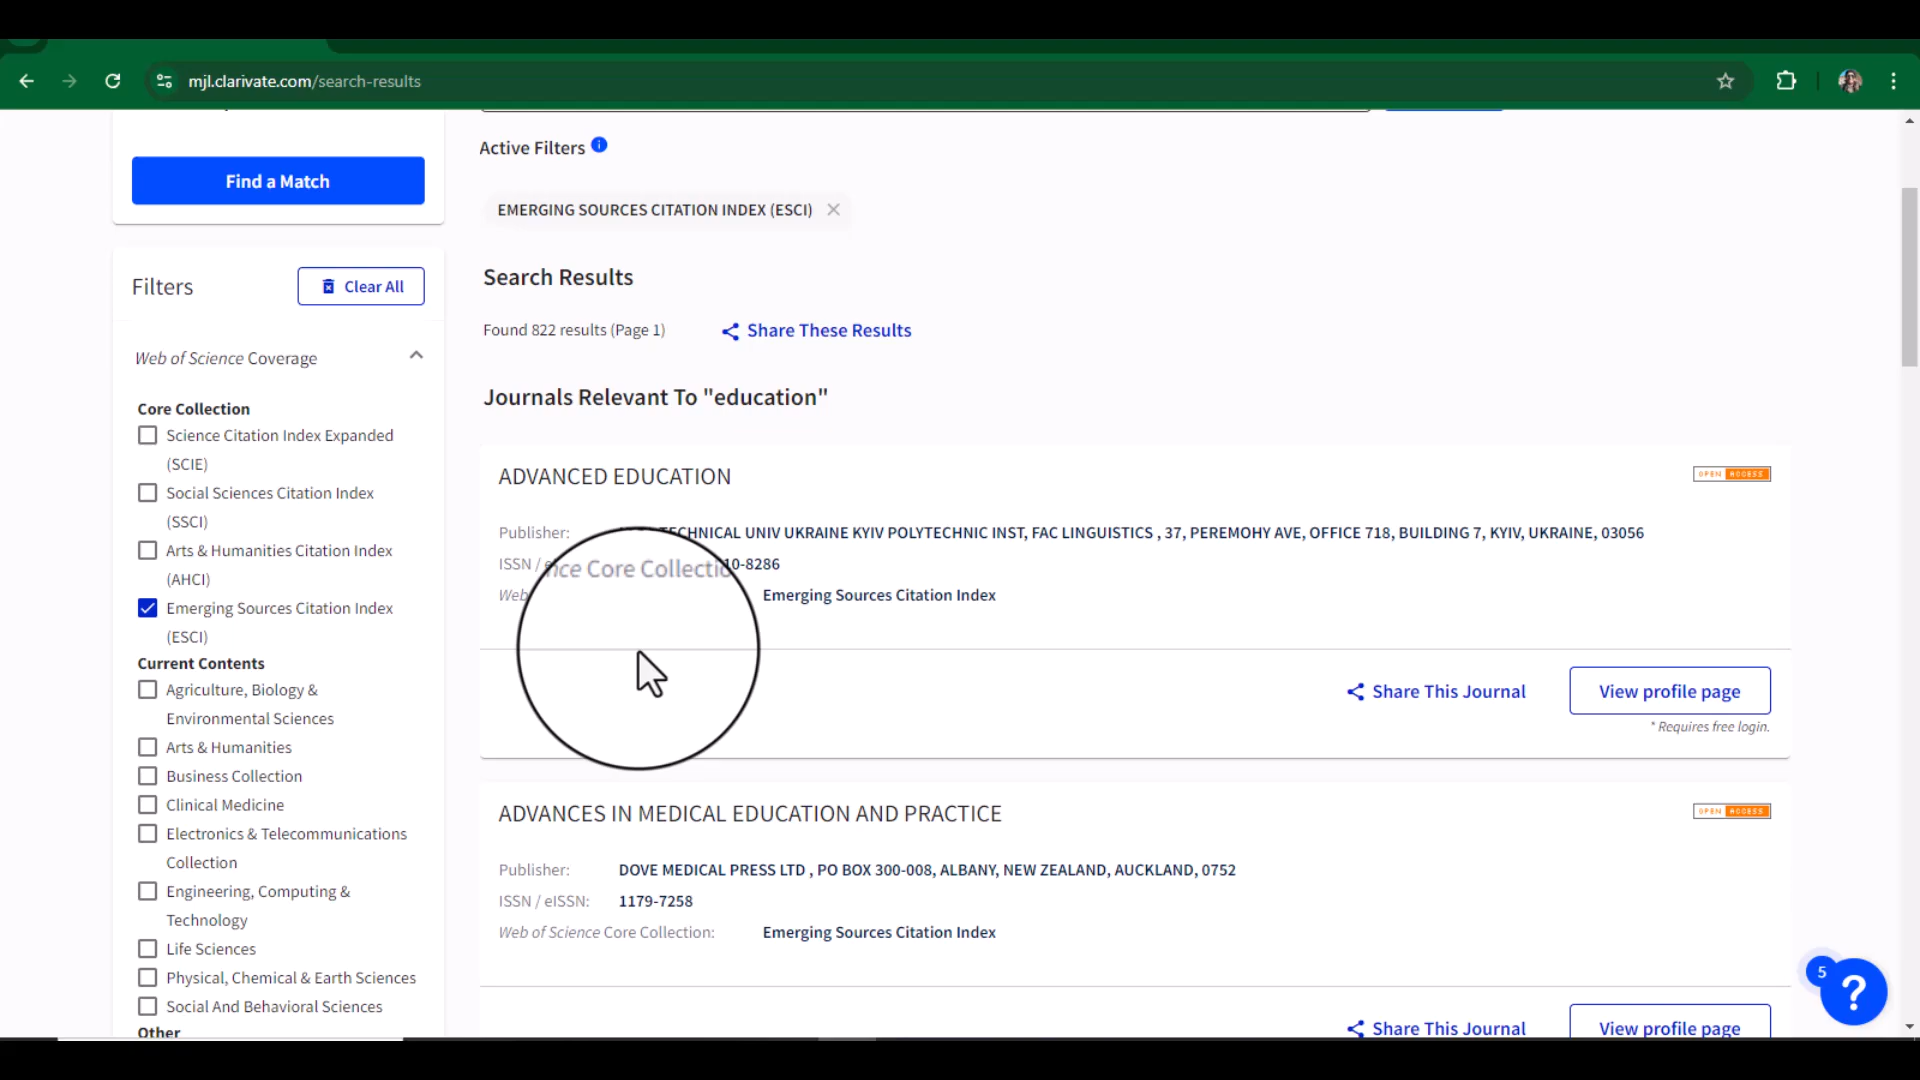 mjl.clarivate.com/search-results
Find a Match
Filters
Clear All
Web of Science Coverage
Core Collection
Science Citation Index Expanded
(SCIE)
Social Sciences Citation Index
(SSCI)
Arts & Humanities Citation Index
(AHCI)
Emerging Sources Citation Index
(ESCI)
Current Contents
Agriculture, Biology &
Environmental Sciences
Arts & Humanities
Business Collection
Clinical Medicine
Electronics & Telecommunications
Collection
Engineering, Computing &
Technology
Life Sciences
Physical, Chemical & Earth Sciences
Social And Behavioral Sciences
Other
Active Filters
EMERGING SOURCES CITATION INDEX (ESCI)
Search Results
Found 822 results (Page 1)
Share These Results
Journals Relevant To "education"
ADVANCED EDUCATION
OPEN ACCESS
Publisher: UNIV UKRAINE KYIV POLYTECHNIC INST, FAC LINGUISTICS , 37, PEREMOHY AVE, OFFICE 718, BUILDING 7, KYIV, UKRAINE, 03056
ISSN / 10-8286
Core
Web Emerging Sources Citation Index
Share This Journal
View profile page
* Requires free login.
ADVANCES IN MEDICAL EDUCATION AND PRACTICE
OPEN ACCESS
Publisher: DOVE MEDICAL PRESS LTD , PO BOX 300-008, ALBANY, NEW ZEALAND, AUCKLAND, 0752
ISSN / eISSN: 1179-7258
Web of Science Core Collection: Emerging Sources Citation Index
Share This Journal
View profile page
5
?